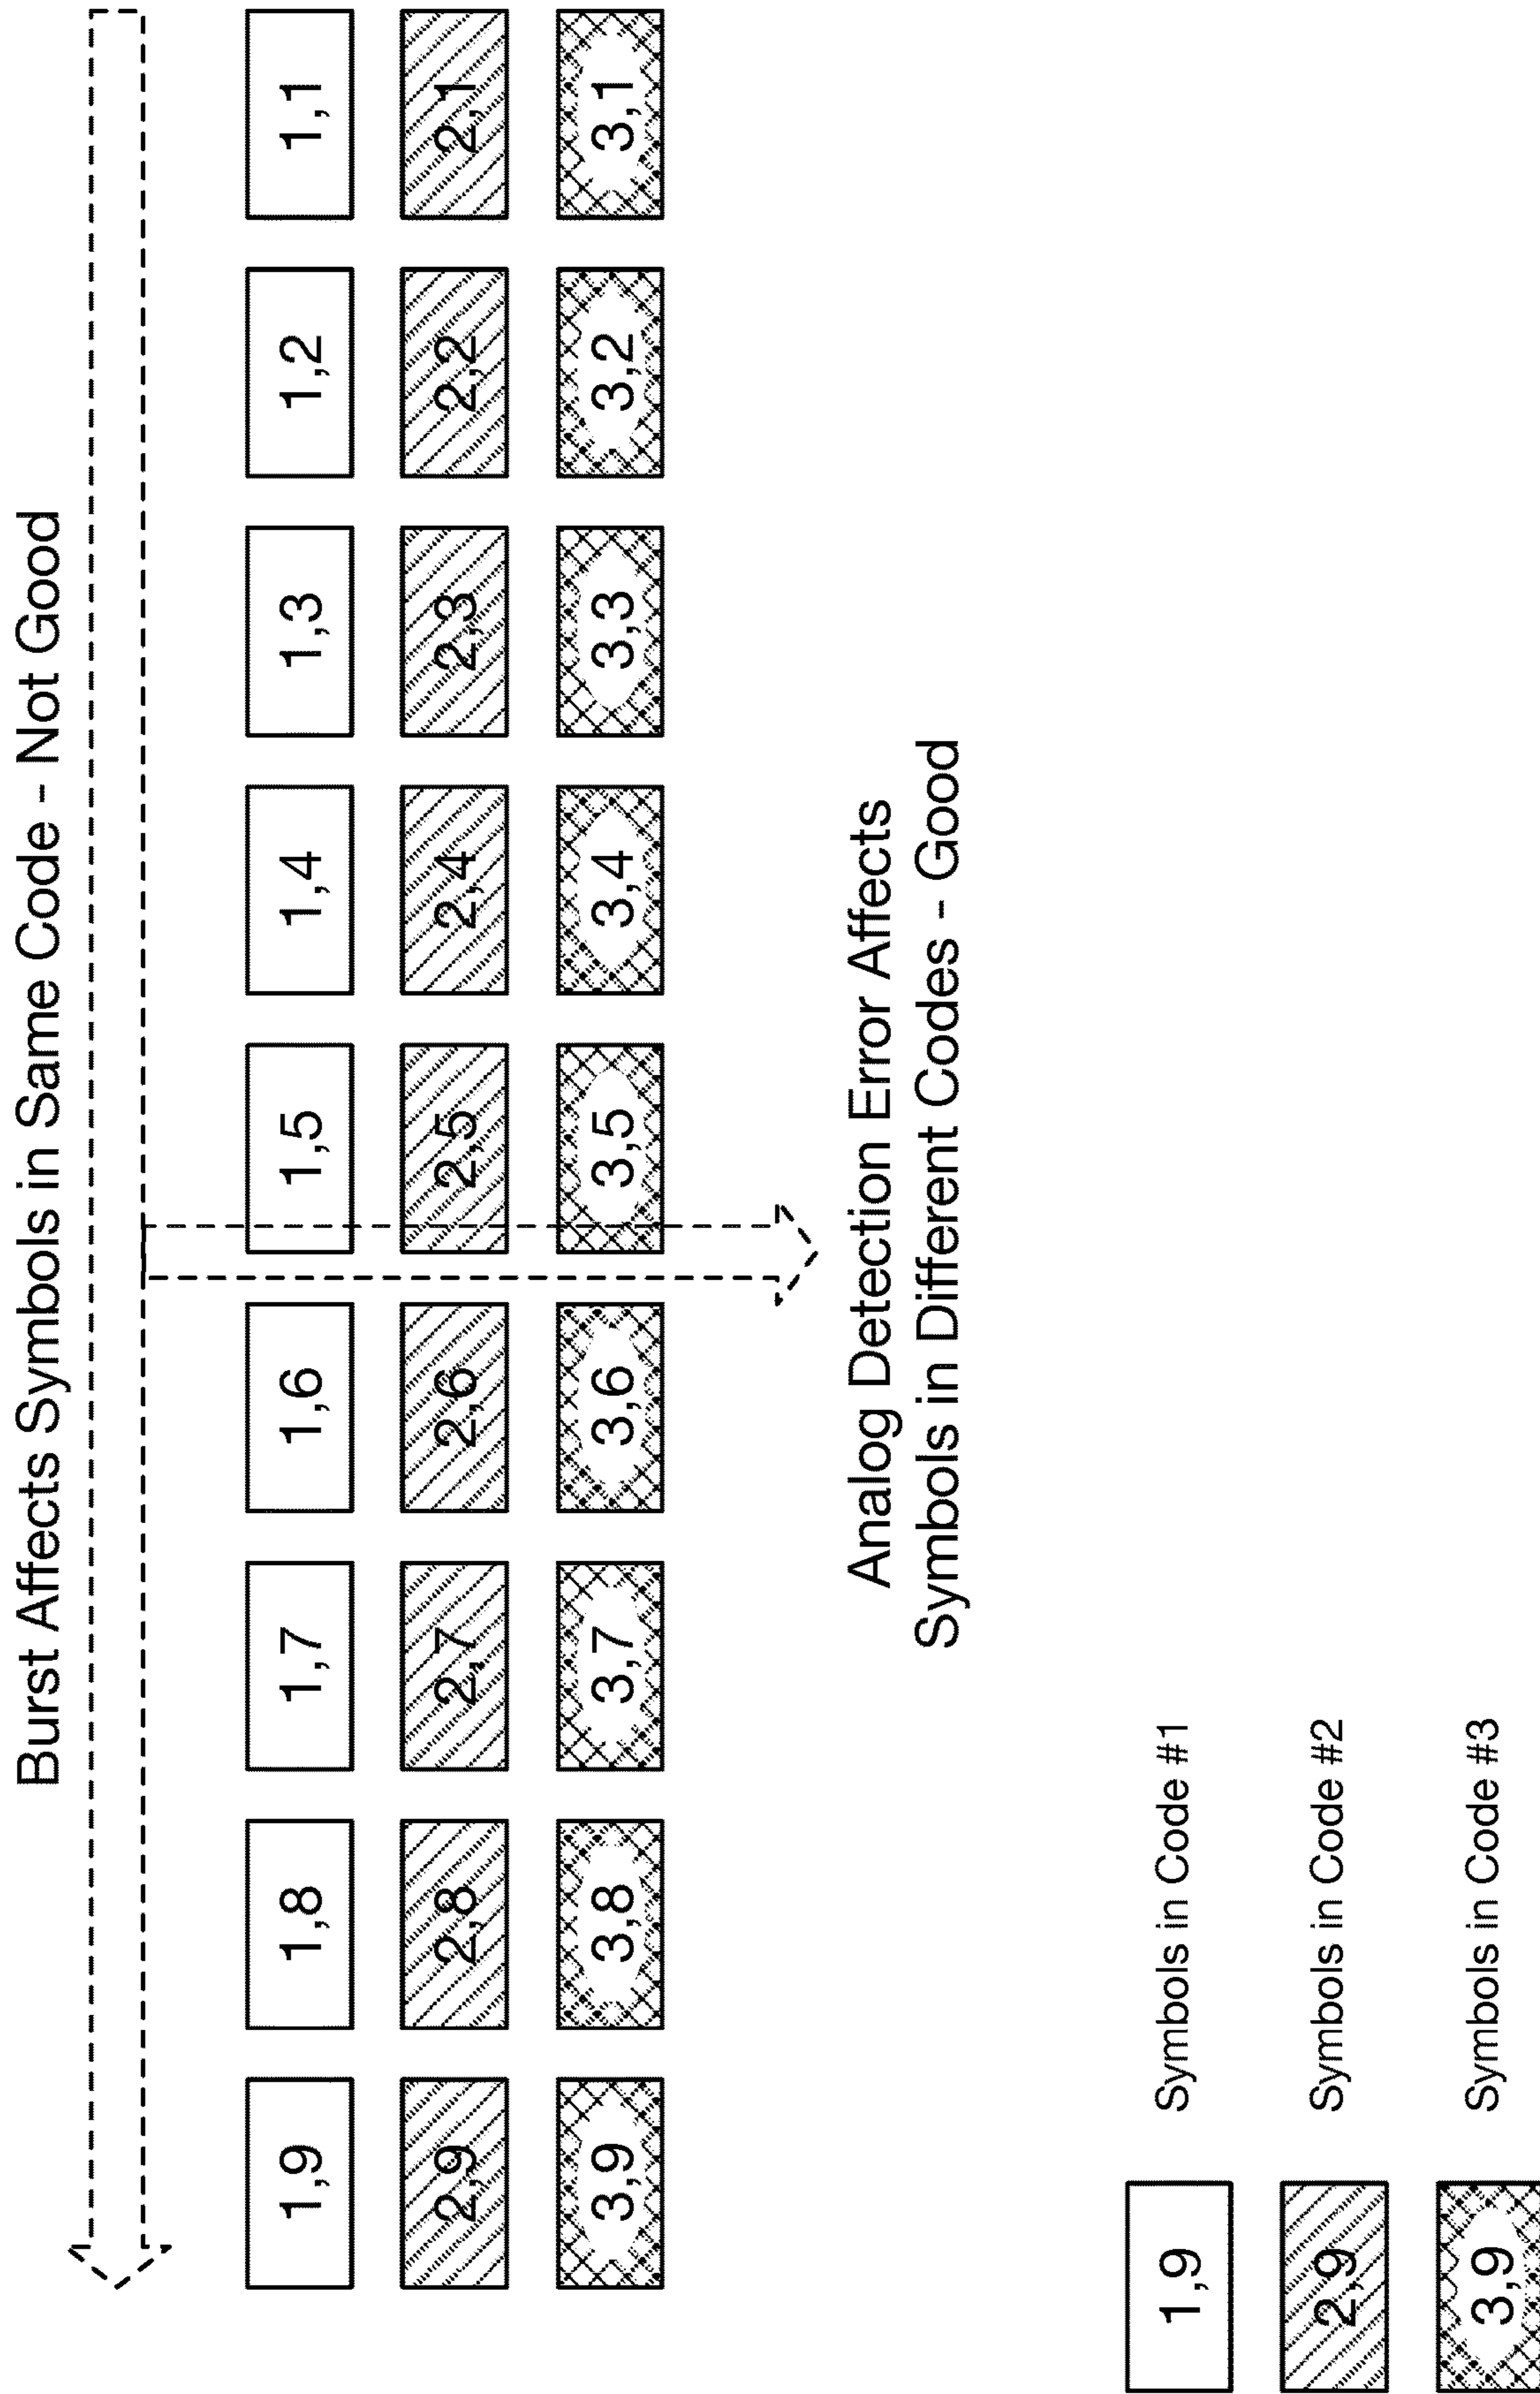 Burst Affects Symbols in Same Code - Not Good
1,9 1,8 1,7 1,6 1,5 1,4 1,3 1,2 1,1
2,9 2,8 2,7 2,6 2,5 2,4 2,3 2,2 2,1
3,9 3,8 3,7 3,6 3,5 3,4 3,3 3,2 3,1
Analog Detection Error Affects
Symbols in Different Codes - Good
1,9 Symbols in Code #1
2,9 Symbols in Code #2
3,9 Symbols in Code #3